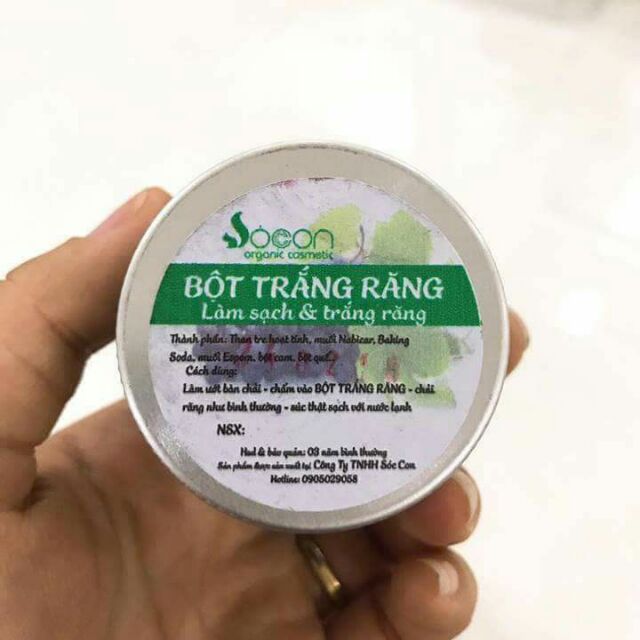 Sócon
organic cosmetic
BỘT TRẮNG RĂNG
Làm sạch & trắng răng
Thành phần: Than tre hoạt tính, muối Nabicar, Baking
Soda, muối Espom, bột cam, bột quế...
Cách dùng:
Làm ướt bàn chải - chấm vào BỘT TRẮNG RĂNG - chải
răng như bình thường - súc thật sạch với nước lạnh
NSX:
Hsd & bảo quản: 03 năm bình thường
Sản phẩm được sản xuất tại Công Ty TNHH Sóc Con
Hotline: 0905029058